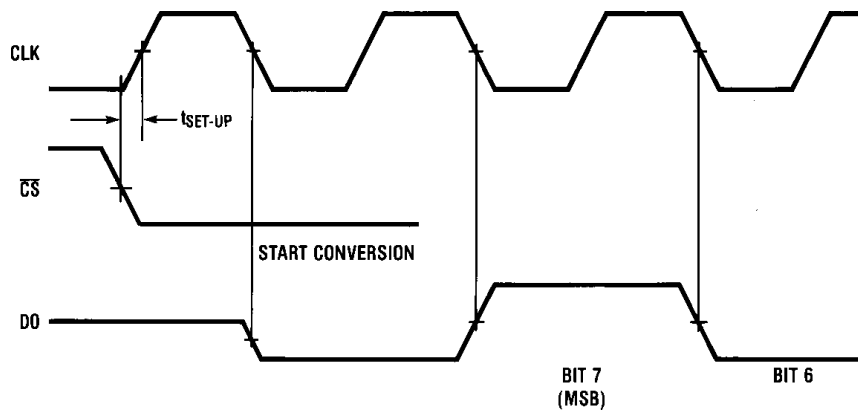 CLK
tSET-UP
CS
START CONVERSION
DO
BIT 7
(MSB)
BIT 6